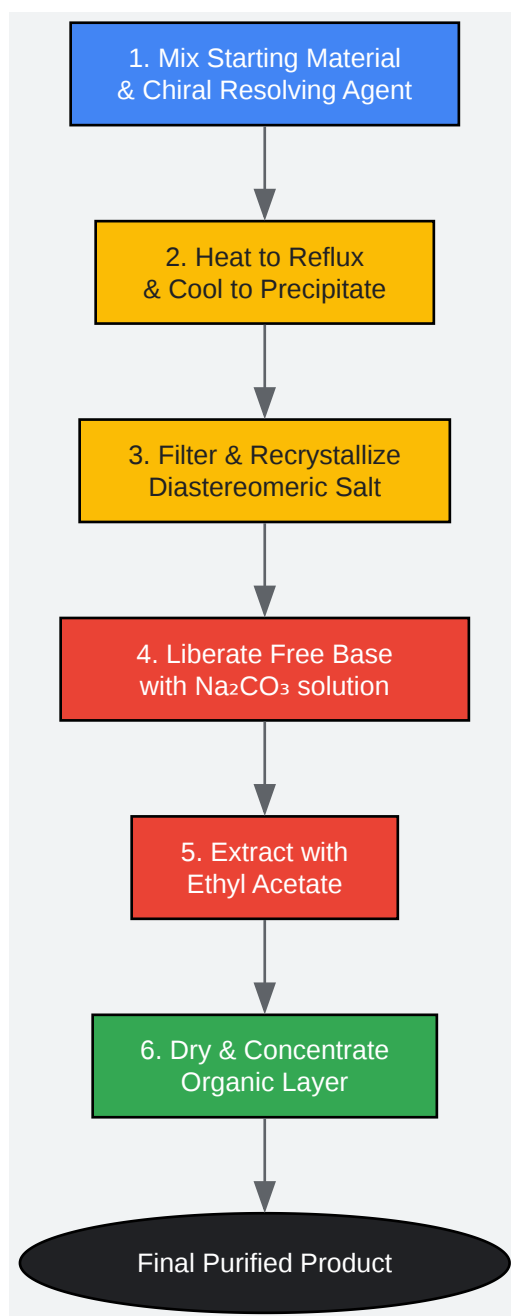 1. Mix Starting Material
& Chiral Resolving Agent
2. Heat to Reflux
& Cool to Precipitate
3. Filter & Recrystallize
Diastereomeric Salt
4. Liberate Free Base
with Na₂CO₃ solution
5. Extract with
Ethyl Acetate
6. Dry & Concentrate
Organic Layer
Final Purified Product